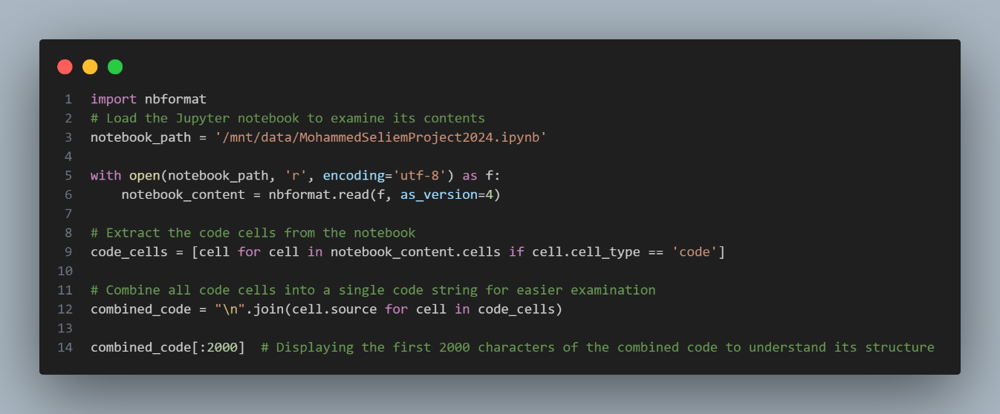 1 import nbformat
2 # Load the Jupyter notebook to examine its contents
3 notebook_path = '/mnt/data/MohammedSeliemProject2024.ipynb'
4
5 with open(notebook_path, 'r', encoding='utf-8') as f:
6     notebook_content = nbformat.read(f, as_version=4)
7
8 # Extract the code cells from the notebook
9 code_cells = [cell for cell in notebook_content.cells if cell.cell_type == 'code']
10
11 # Combine all code cells into a single code string for easier examination
12 combined_code = "\n".join(cell.source for cell in code_cells)
13
14 combined_code[:2000]  # Displaying the first 2000 characters of the combined code to understand its structure